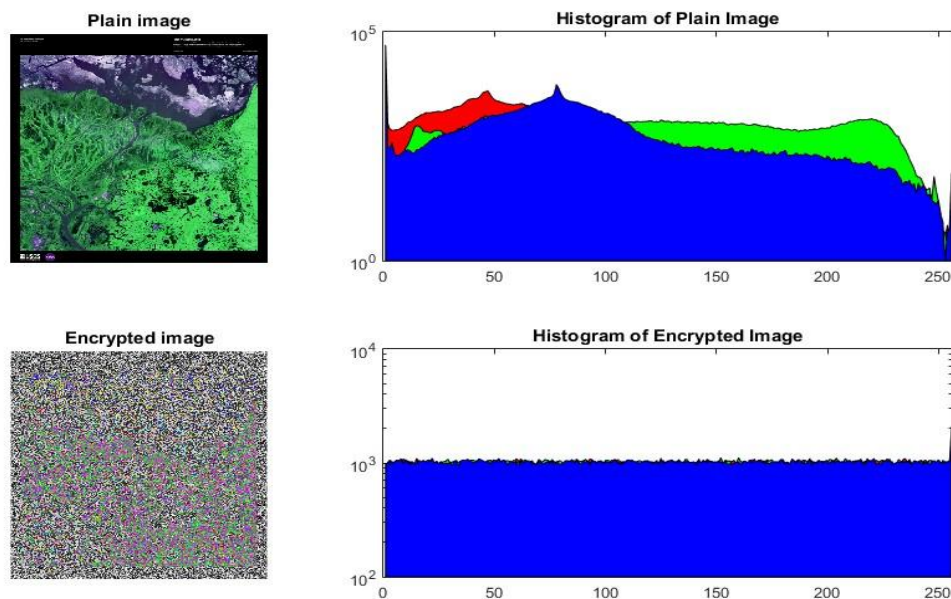 Plain image
Histogram of Plain Image
10^5
10^0
0 50 100 150 200 250
USGS
Encrypted image
Histogram of Encrypted Image
10^4
10^3
10^2
0 50 100 150 200 250